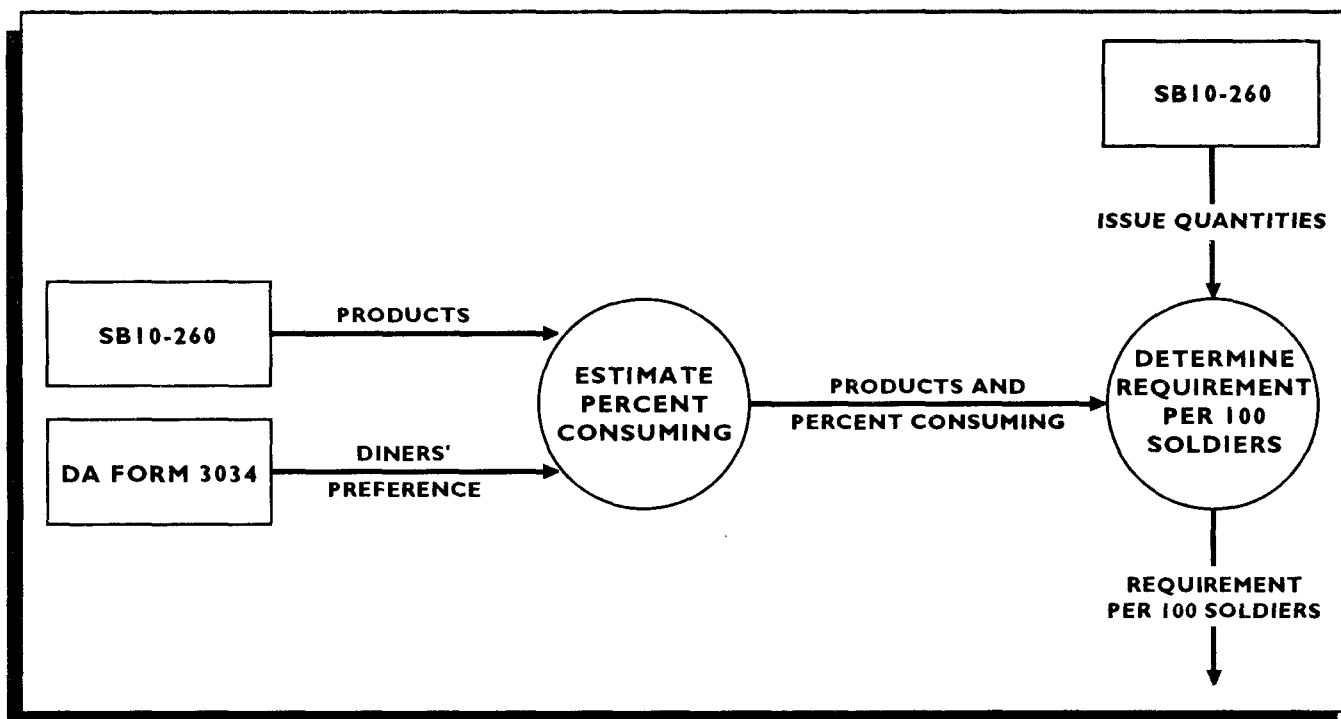 SB10-260
ISSUE QUANTITIES
SB10-260
PRODUCTS
DA FORM 3034
DINERS'
PREFERENCE
ESTIMATE
PERCENT
CONSUMING
PRODUCTS AND
PERCENT CONSUMING
DETERMINE
REQUIREMENT
PER 100
SOLDIERS
REQUIREMENT
PER 100 SOLDIERS